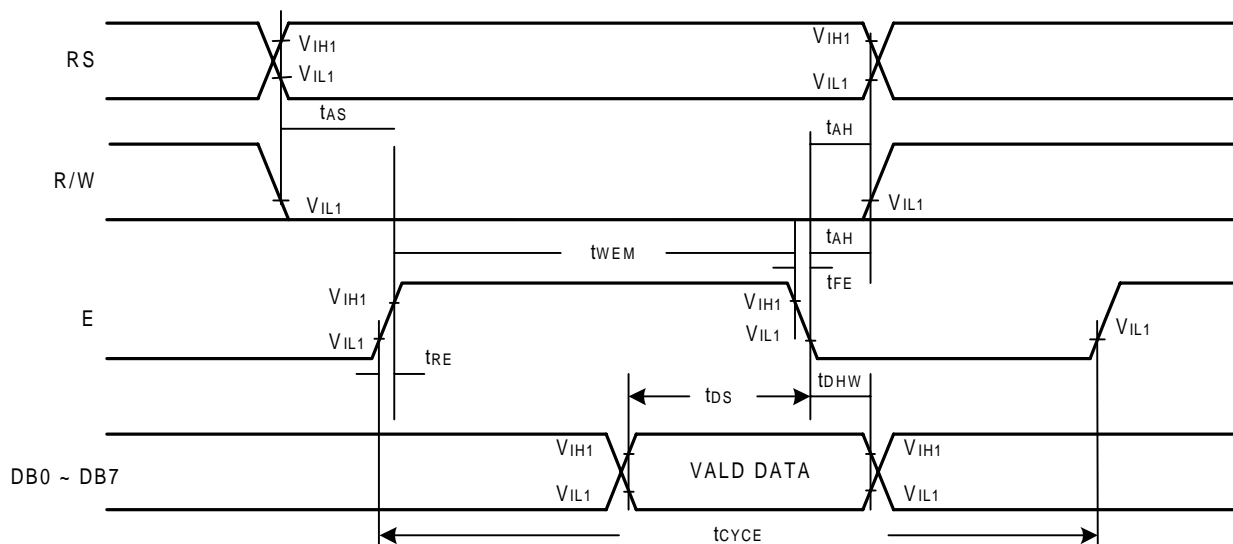 RS
VIH1
VIH1
VIL1
VIL1
tAS
tAH
R/W
VIL1
VIL1
tWEM
tAH
tFE
E
VIH1
VIH1
VIL1
VIL1
VIL1
tRE
tDS
tDHW
DB0 ~ DB7
VIH1
VALD DATA
VIH1
VIL1
VIL1
tCYCE